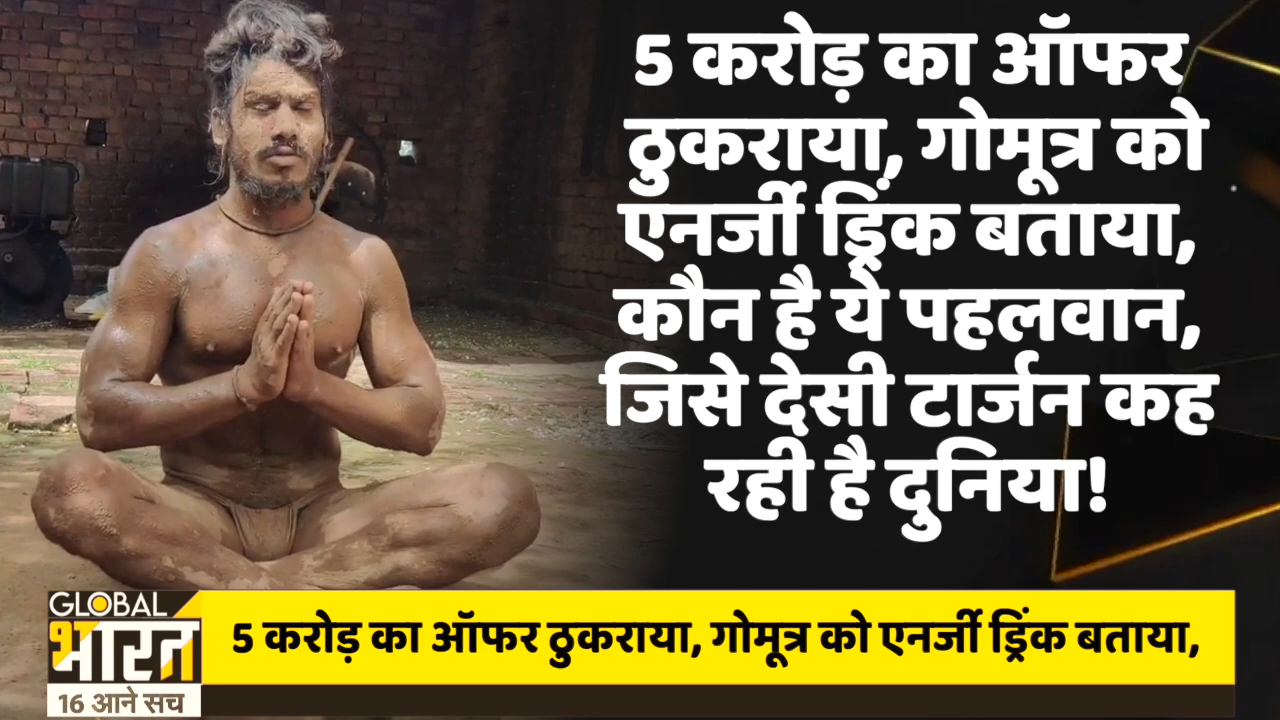 5 करोड़ का ऑफर
ठुकराया, गोमूत्र को
एनर्जी ड्रिंक बताया,
कौन है ये पहलवान,
जिसे देसी टार्जन कह
रही है दुनिया!
GLOBAL
भारत
16 आने सच
5 करोड़ का ऑफर ठुकराया, गोमूत्र को एनर्जी ड्रिंक बताया,